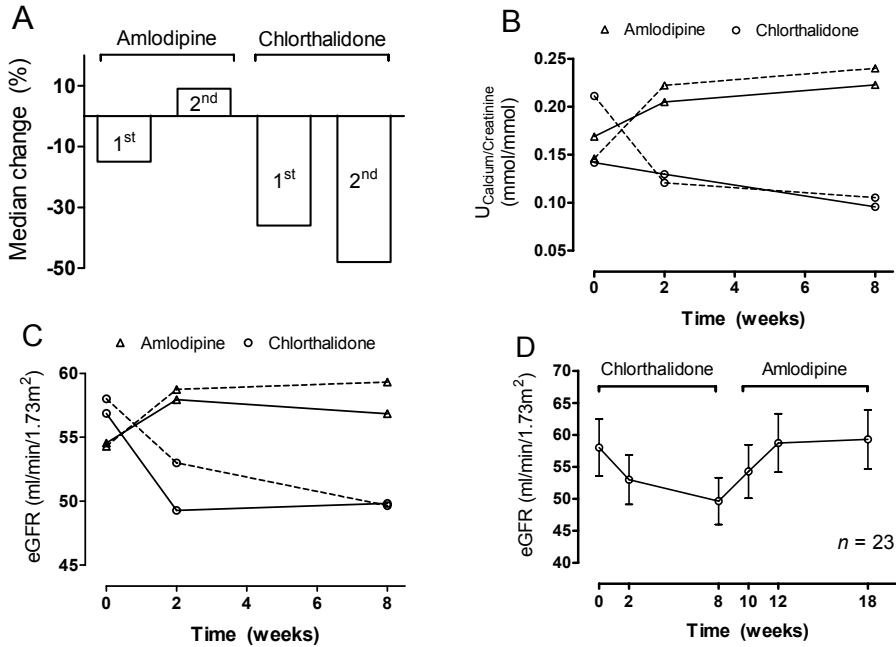 A
Amlodipine Chlorthalidone
Median change (%)
10
-10
-30
-50
1st
2nd
1st
2nd
B
Amlodipine Chlorthalidone
UCalcium/Creatinine
(mmol/mmol)
0.25
0.20
0.15
0.10
0.05
0 2 4 6 8
Time (weeks)
C
Amlodipine Chlorthalidone
eGFR (ml/min/1.73m²)
60
55
50
45
0 2 4 6 8
Time (weeks)
D
Chlorthalidone Amlodipine
eGFR (ml/min/1.73m²)
70
65
60
55
50
45
40
n = 23
0 2 8 10 12 18
Time (weeks)